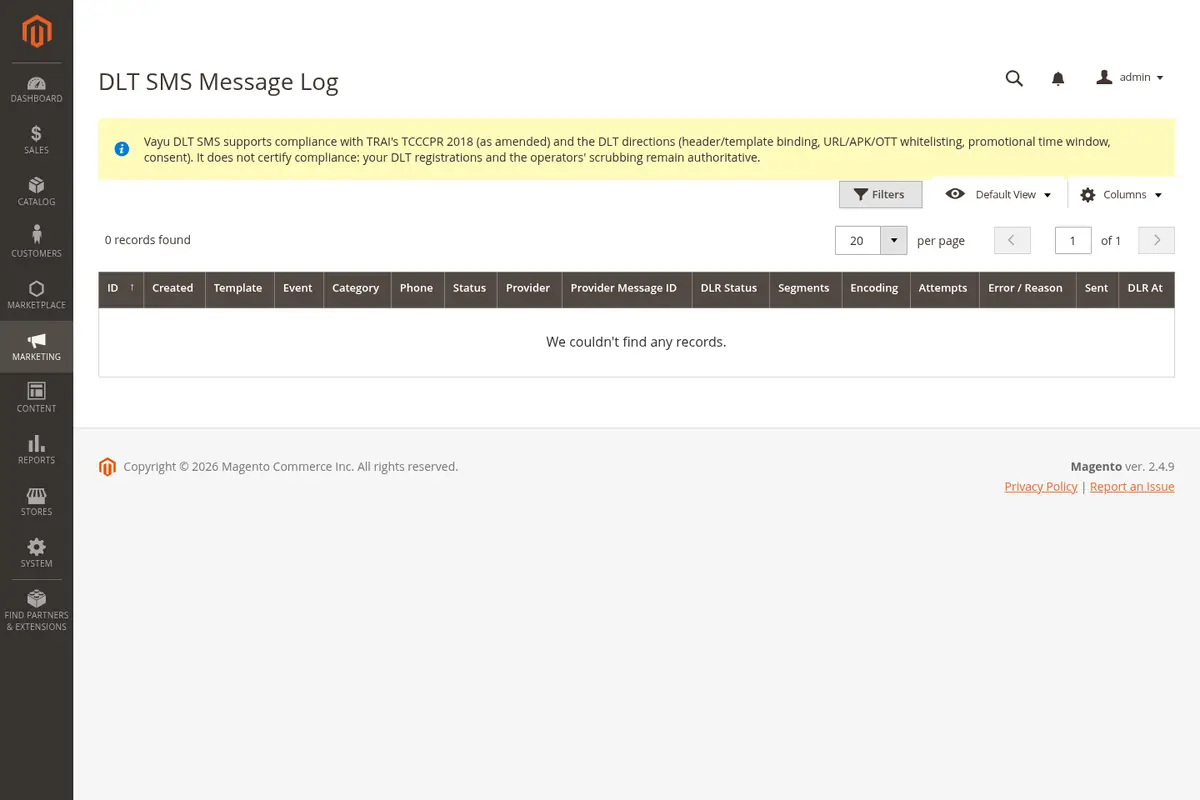 DASHBOARD
SALES
CATALOG
CUSTOMERS
MARKETPLACE
MARKETING
CONTENT
REPORTS
STORES
SYSTEM
FIND PARTNERS
& EXTENSIONS
DLT SMS Message Log
admin
Vayu DLT SMS supports compliance with TRAI's TCCCPR 2018 (as amended) and the DLT directions (header/template binding, URL/APK/OTT whitelisting, promotional time window,
consent). It does not certify compliance: your DLT registrations and the operators' scrubbing remain authoritative.
Filters Default View Columns
0 records found 20 per page 1 of 1
ID ↑ Created Template Event Category Phone Status Provider Provider Message ID DLR Status Segments Encoding Attempts Error / Reason Sent DLR At
We couldn't find any records.
Copyright © 2026 Magento Commerce Inc. All rights reserved.
Magento ver. 2.4.9
Privacy Policy | Report an Issue